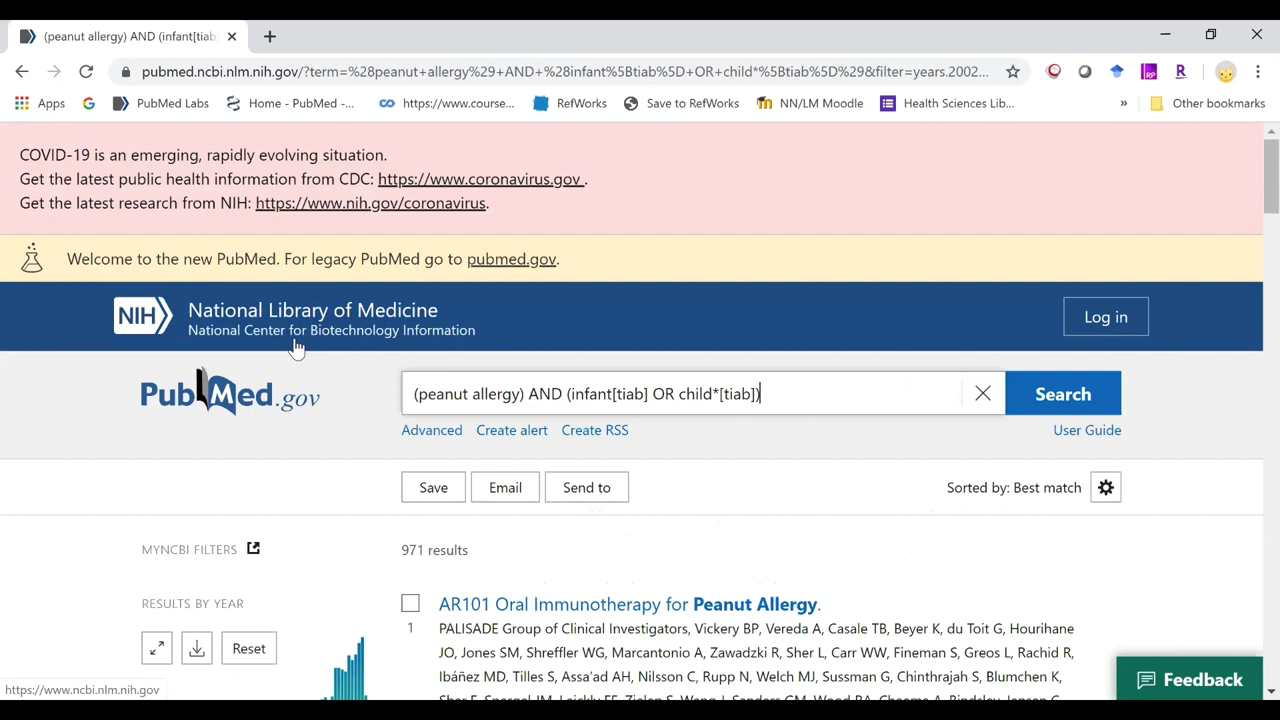 (peanut allergy) AND (infant[tiab
pubmed.ncbi.nlm.nih.gov/?term=%28peanut+allergy%29+AND+%28infant%5Btiab%5D+OR+child*%5Btiab%5D%29&filter=years.2002...
Apps PubMed Labs Home - PubMed -... https://www.course... RefWorks Save to RefWorks NN/LM Moodle Health Sciences Lib... » Other bookmarks
COVID-19 is an emerging, rapidly evolving situation.
Get the latest public health information from CDC: https://www.coronavirus.gov .
Get the latest research from NIH: https://www.nih.gov/coronavirus.
Welcome to the new PubMed. For legacy PubMed go to pubmed.gov.
NIH National Library of Medicine
National Center for Biotechnology Information
Log in
PubMed.gov
(peanut allergy) AND (infant[tiab] OR child*[tiab])
Search
Advanced Create alert Create RSS User Guide
Save Email Send to Sorted by: Best match
MYNCBI FILTERS
971 results
RESULTS BY YEAR
AR101 Oral Immunotherapy for Peanut Allergy.
1 PALISADE Group of Clinical Investigators, Vickery BP, Vereda A, Casale TB, Beyer K, du Toit G, Hourihane
JO, Jones SM, Shreffler WG, Marcantonio A, Zawadzki R, Sher L, Carr WW, Fineman S, Greos L, Rachid R,
Reset
Ibáñez MD, Tilles S, Assa'ad AH, Nilsson C, Rupp N, Welch MJ, Sussman G, Chinthrajah S, Blumchen K,
Feedback
https://www.ncbi.nlm.nih.gov